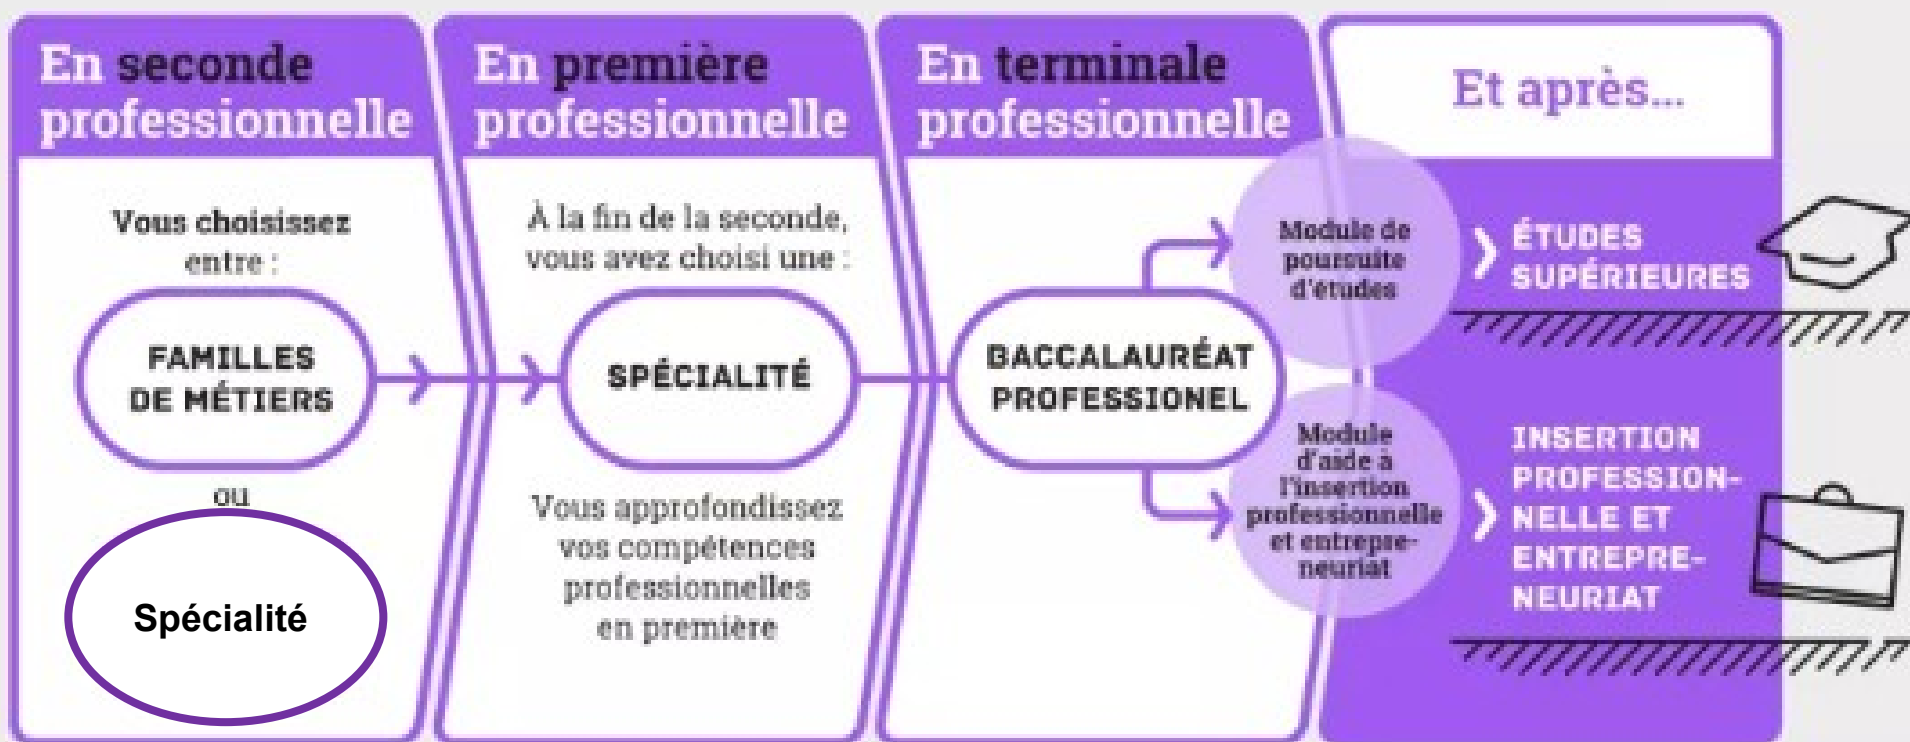 En seconde
professionnelle
Vous choisissez
entre :
FAMILLES
DE MÉTIERS
ou
Spécialité
En première
professionnelle
À la fin de la seconde,
vous avez choisi une :
SPÉCIALITÉ
Vous approfondissez
vos compétences
professionnelles
en première
En terminale
professionnelle
BACCALAURÉAT
PROFESSIONEL
Module de
poursuite
d'études
Module
d'aide à
l'insertion
professionnelle
et entrepre-
neuriat
Et après...
ÉTUDES
SUPÉRIEURES
INSERTION
PROFESSION-
NELLE ET
ENTREPRE-
NEURIAT